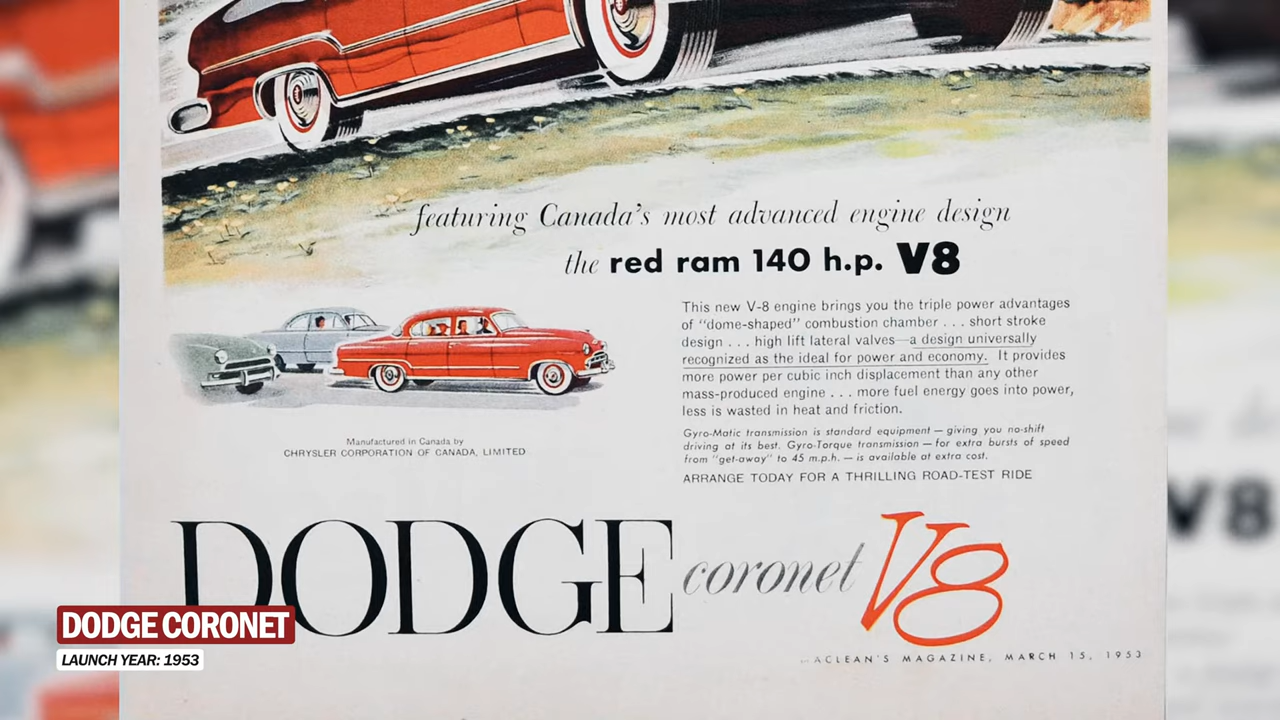 featuring Canada's most advanced engine design
the red ram 140 h.p. V8
This new V-8 engine brings you the triple power advantages
of "dome-shaped" combustion chamber . . . short stroke
design . . . high lift lateral valves—a design universally
recognized as the ideal for power and economy. It provides
more power per cubic inch displacement than any other
mass-produced engine . . . more fuel energy goes into power,
less is wasted in heat and friction.
Gyro-Matic transmission is standard equipment — giving you no-shift
driving at its best. Gyro-Torque transmission — for extra bursts of speed
from "get-away" to 45 m.p.h. — is available at extra cost.
ARRANGE TODAY FOR A THRILLING ROAD-TEST RIDE
Manufactured in Canada by
CHRYSLER CORPORATION OF CANADA, LIMITED
DODGE coronet V8
ACLEAN'S MAGAZINE, MARCH 15, 1953
DODGE CORONET
LAUNCH YEAR: 1953
V8